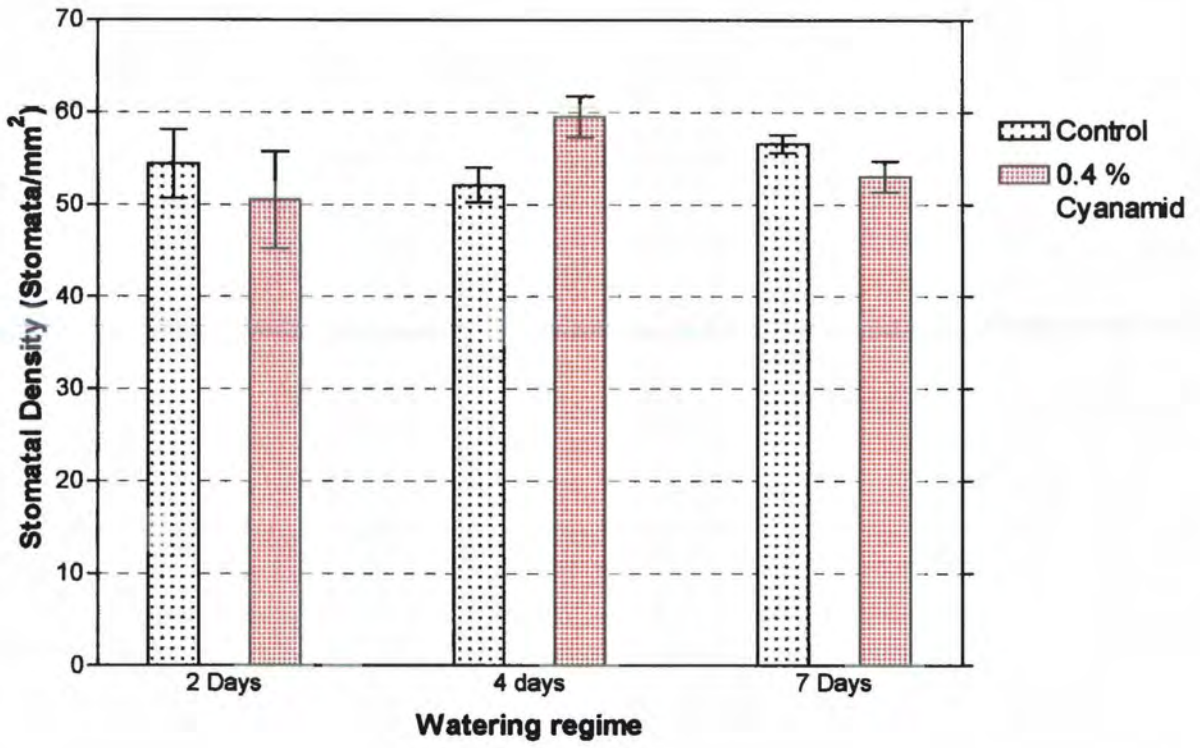 70
60
50
40
30
20
10
0
Stomatal Density (Stomata/mm²)
2 Days
4 days
7 Days
Watering regime
Control
0.4 %
Cyanamid